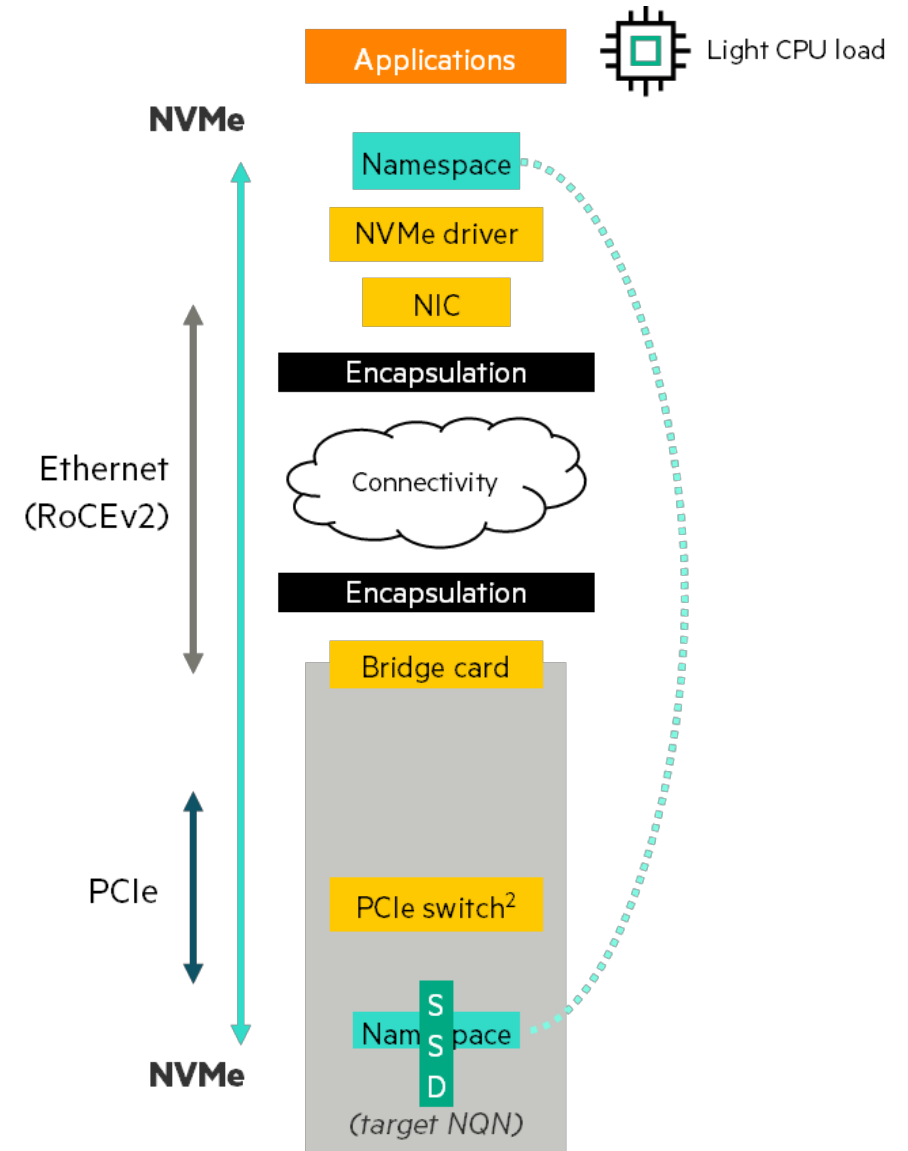 Applications
Light CPU load
NVMe
Namespace
NVMe driver
NIC
Encapsulation
Ethernet
(RoCEv2)
Connectivity
Encapsulation
Bridge card
PCIe
PCIe switch²
Namespace
S
S
D
NVMe
(target NQN)